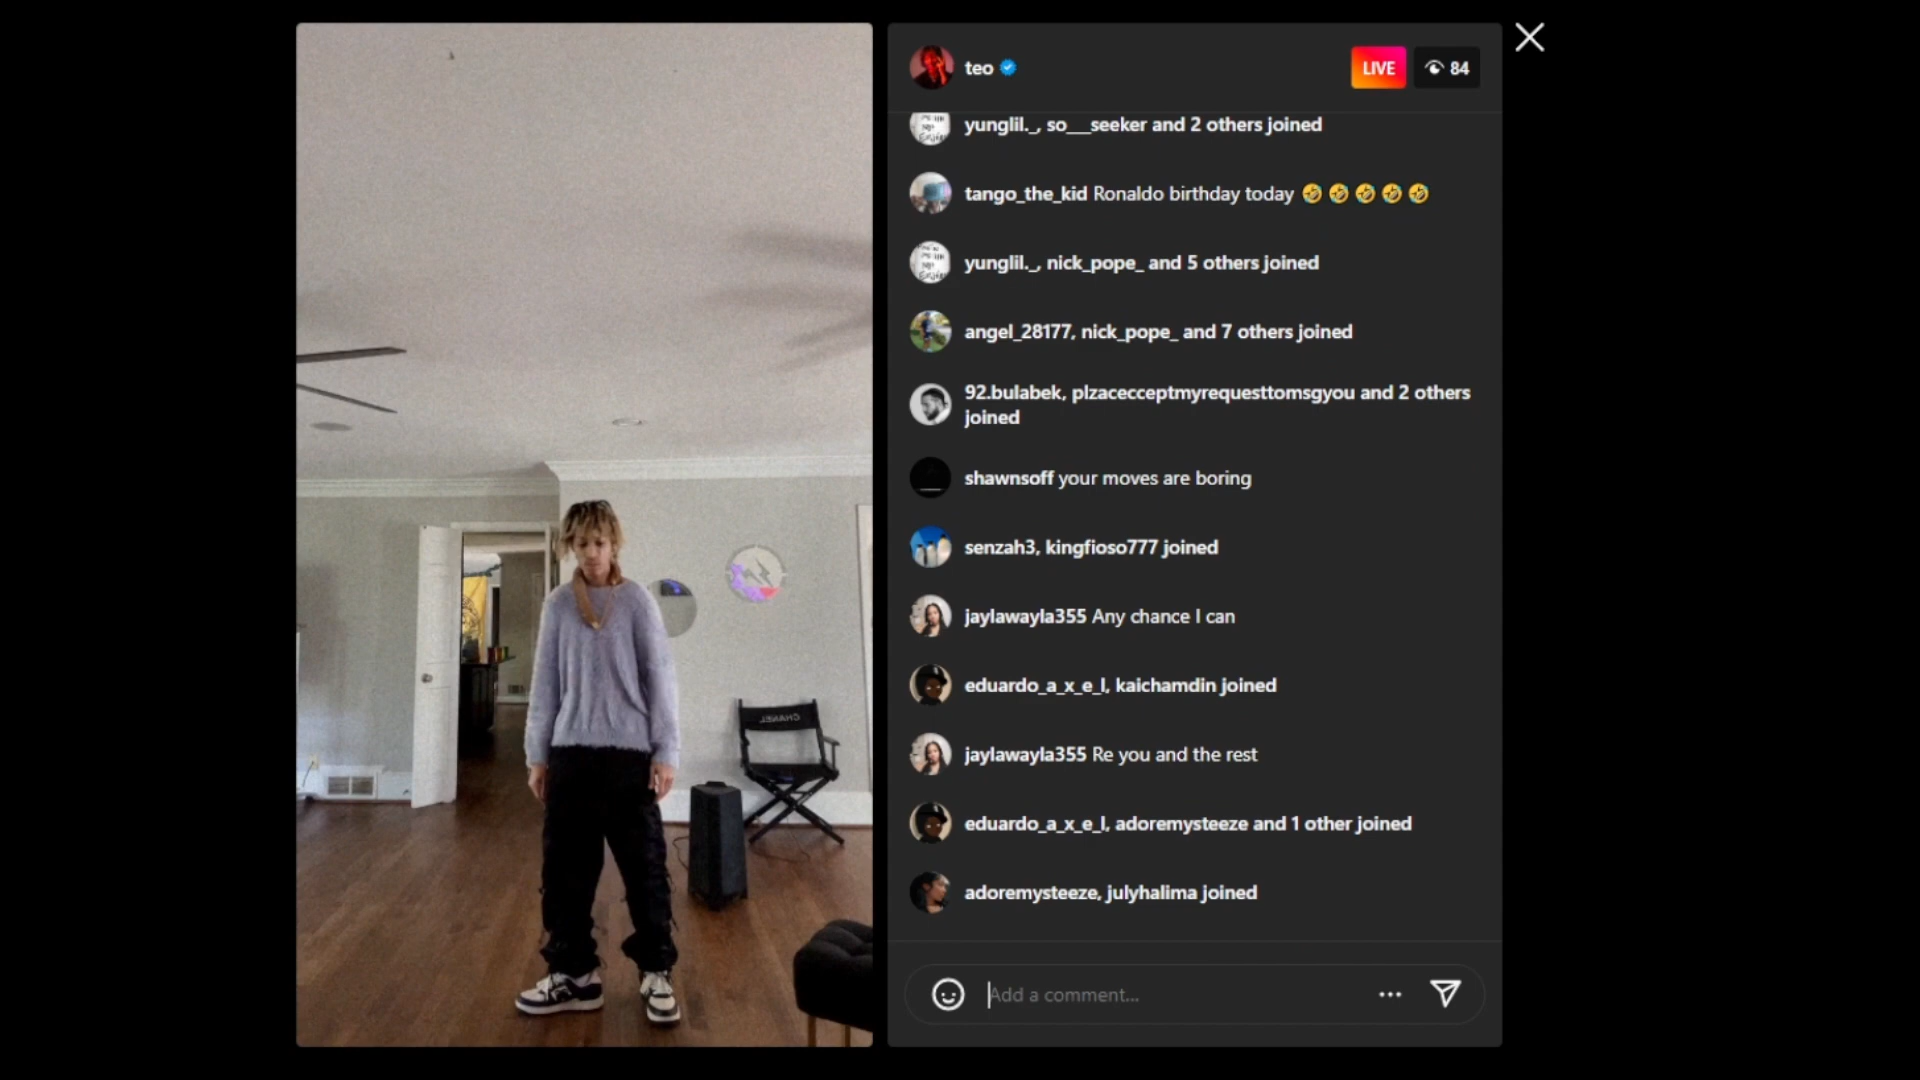 teo
LIVE
84
yunglil._, so___seeker and 2 others joined
tango_the_kid Ronaldo birthday today 🤣 🤣 🤣 🤣 🤣
yunglil._, nick_pope_ and 5 others joined
angel_28177, nick_pope_ and 7 others joined
92.bulabek, plzacecceptmyrequesttomsgyou and 2 others
joined
shawnsoff your moves are boring
senzah3, kingfioso777 joined
jaylawayla355 Any chance I can
eduardo_a_x_e_l, kaichamdin joined
jaylawayla355 Re you and the rest
eduardo_a_x_e_l, adoremysteeze and 1 other joined
adoremysteeze, julyhalima joined
Add a comment...
CHANEL